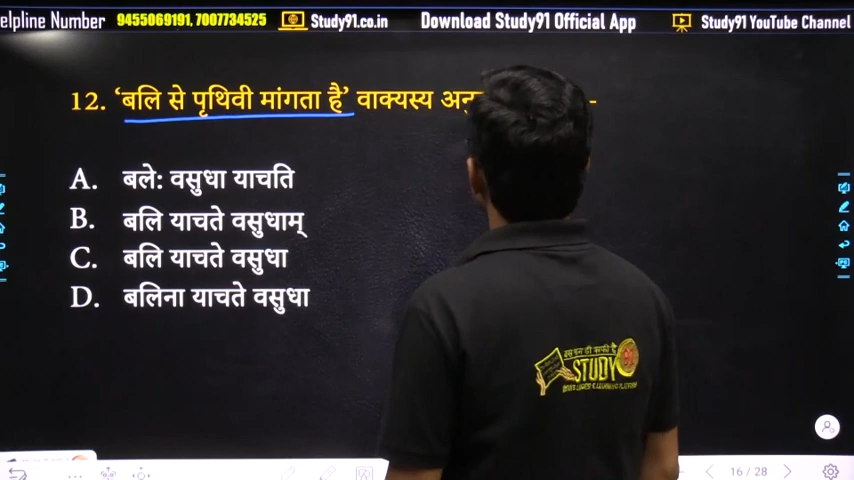 elpline Number 9455069191, 7007734525 Study91.co.in Download Study91 Official App Study91 YouTube Channel
12. ‘बलि से पृथिवी मांगता है’ वाक्यस्य -
A. बले: वसुधा याचति
B. बलि याचते वसुधाम्
C. बलि याचते वसुधा
D. बलिना याचते वसुधा
STUDY
16 / 28